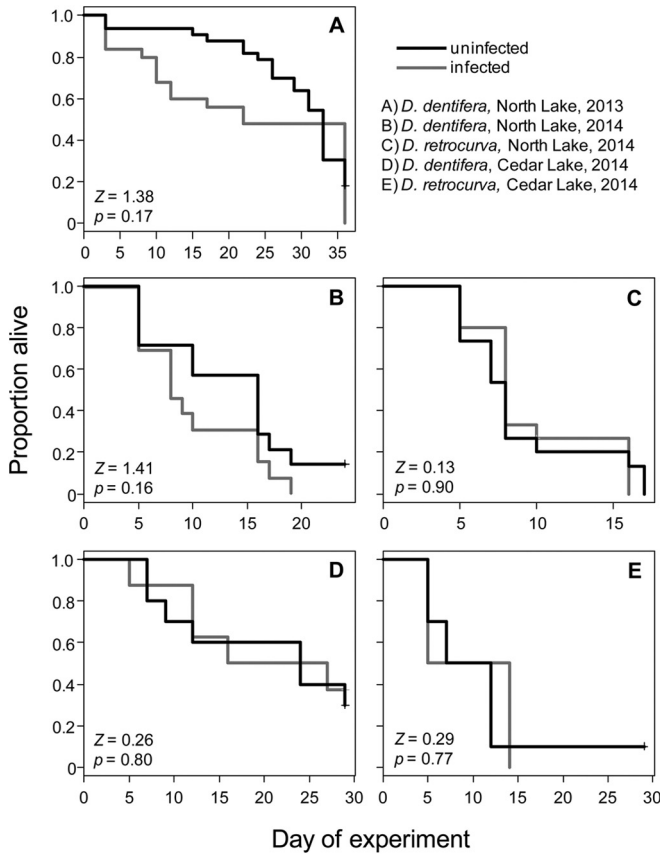 A
uninfected
infected
A) D. dentifera, North Lake, 2013
B) D. dentifera, North Lake, 2014
C) D. retrocurva, North Lake, 2014
D) D. dentifera, Cedar Lake, 2014
E) D. retrocurva, Cedar Lake, 2014
1.0
0.8
0.6
0.4
0.2
0
Z = 1.38
p = 0.17
0 5 10 15 20 25 30 35
Proportion alive
B
1.0
0.8
0.6
0.4
0.2
0
Z = 1.41
p = 0.16
0 5 10 15 20
C
Z = 0.13
p = 0.90
0 5 10 15
D
1.0
0.8
0.6
0.4
0.2
0
Z = 0.26
p = 0.80
0 5 10 15 20 25 30
E
Z = 0.29
p = 0.77
0 5 10 15 20 25 30
Day of experiment